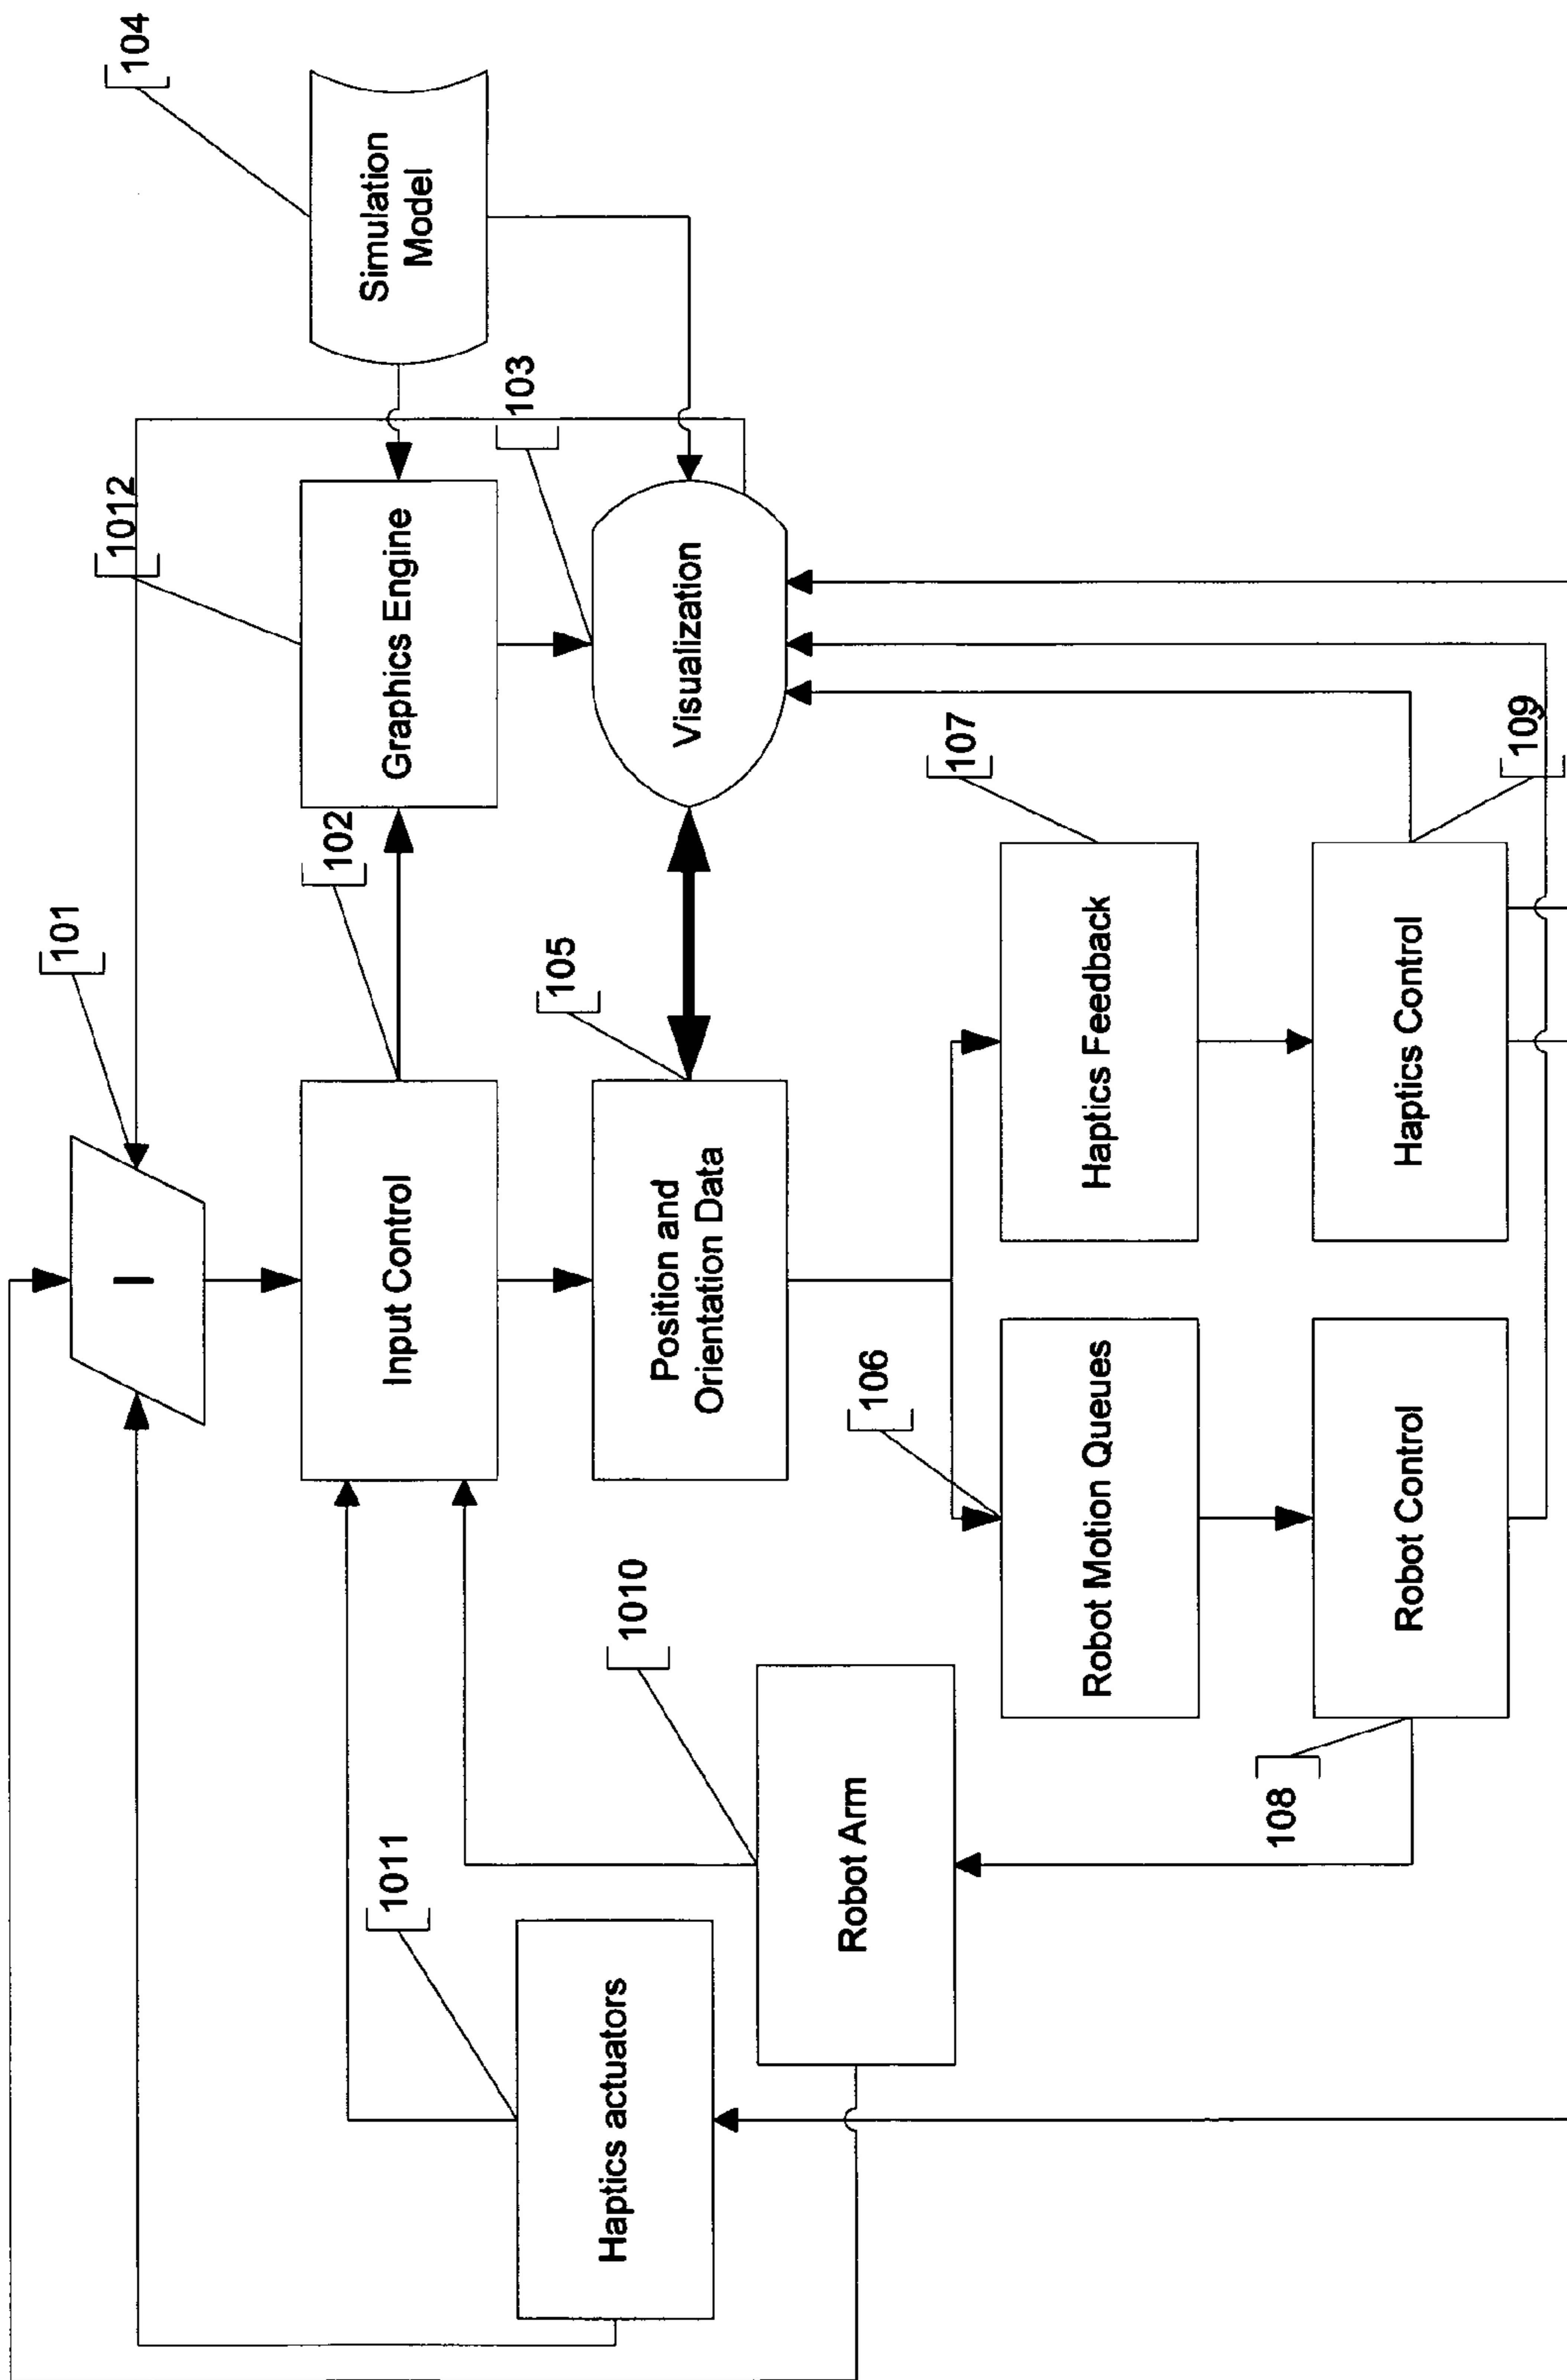 101
I
104
Simulation
Model
1012
Graphics Engine
102
Input Control
103
Visualization
105
Position and
Orientation Data
1011
Haptics actuators
1010
Robot Arm
106
Robot Motion Queues
107
Haptics Feedback
108
Robot Control
109
Haptics Control